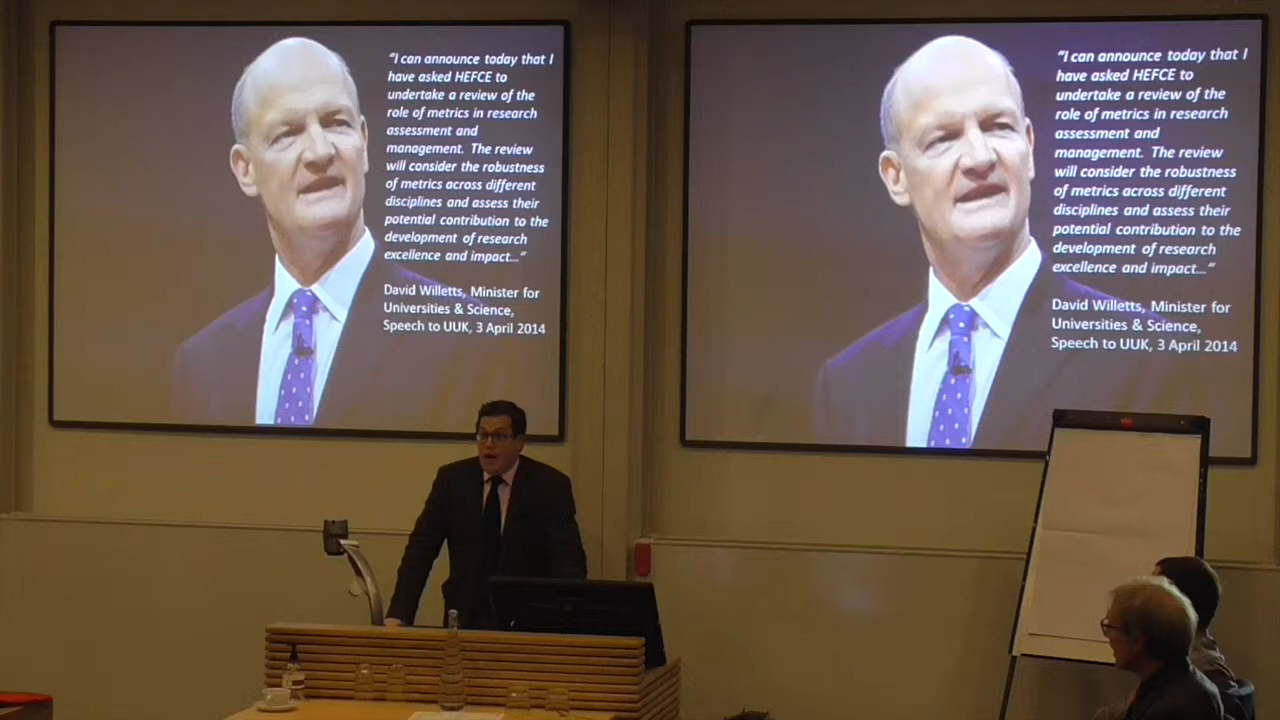 “I can announce today that I
have asked HEFCE to
undertake a review of the
role of metrics in research
assessment and
management. The review
will consider the robustness
of metrics across different
disciplines and assess their
potential contribution to the
development of research
excellence and impact...”
David Willetts, Minister for
Universities & Science,
Speech to UUK, 3 April 2014
“I can announce today that I
have asked HEFCE to
undertake a review of the
role of metrics in research
assessment and
management. The review
will consider the robustness
of metrics across different
disciplines and assess their
potential contribution to the
development of research
excellence and impact...”
David Willetts, Minister for
Universities & Science,
Speech to UUK, 3 April 2014